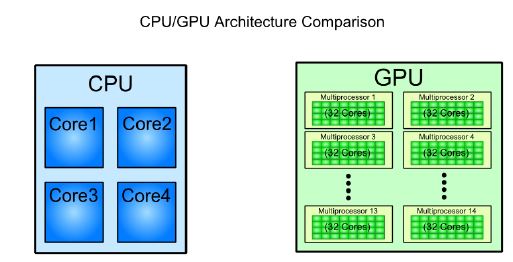 CPU/GPU Architecture Comparison
CPU
Core1
Core2
Core3
Core4
GPU
Multiprocessor 1
(32 Cores)
Multiprocessor 2
(32 Cores)
Multiprocessor 3
(32 Cores)
Multiprocessor 4
(32 Cores)
Multiprocessor 13
(32 Cores)
Multiprocessor 14
(32 Cores)